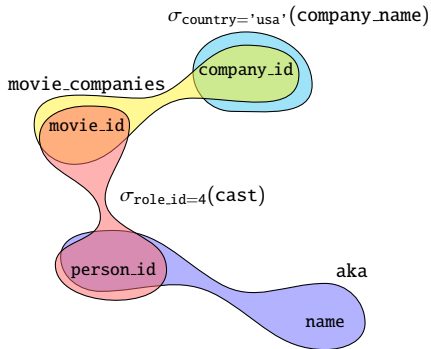 σcountry='usa'(company_name)
company_id
movie_companies
movie_id
σrole_id=4(cast)
person_id
aka
name